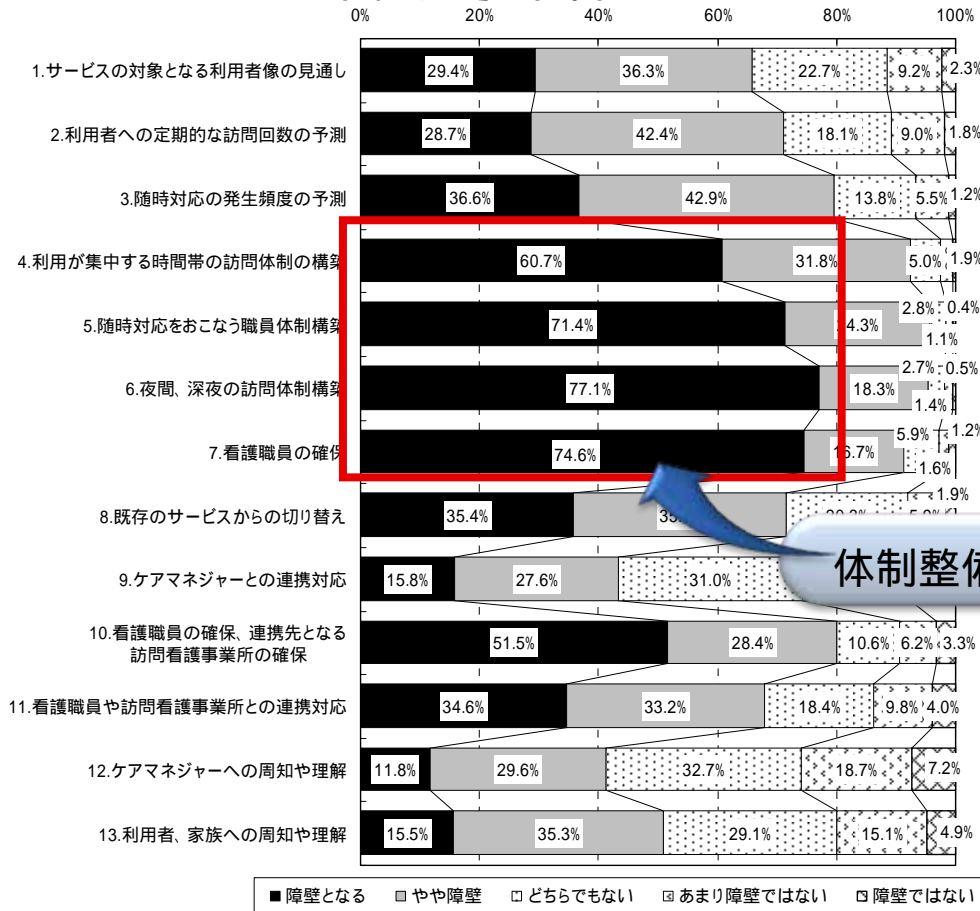 0% 20% 40% 60% 80% 100%
1.サービスの対象となる利用者像の見通し 29.4% 36.3% 22.7% 9.2% 2.3%
2.利用者への定期的な訪問回数の予測 28.7% 42.4% 18.1% 9.0% 1.8%
3.随時対応の発生頻度の予測 36.6% 42.9% 13.8% 5.5% 1.2%
4.利用が集中する時間帯の訪問体制の構築 60.7% 31.8% 5.0% 1.9%
5.随時対応をおこなう職員体制構築 71.4% 24.3% 2.8% 1.1% 0.4%
6.夜間、深夜の訪問体制構築 77.1% 18.3% 2.7% 1.4% 0.5%
7.看護職員の確保 74.6% 16.7% 5.9% 1.6% 1.2%
8.既存のサービスからの切り替え 35.4% 1.9%
9.ケアマネジャーとの連携対応 15.8% 27.6% 31.0%
体制整備
10.看護職員の確保、連携先となる
訪問看護事業所の確保 51.5% 28.4% 10.6% 6.2% 3.3%
11.看護職員や訪問看護事業所との連携対応 34.6% 33.2% 18.4% 9.8% 4.0%
12.ケアマネジャーへの周知や理解 11.8% 29.6% 32.7% 18.7% 7.2%
13.利用者、家族への周知や理解 15.5% 35.3% 29.1% 15.1% 4.9%
障壁となる やや障壁 どちらでもない あまり障壁ではない 障壁ではない